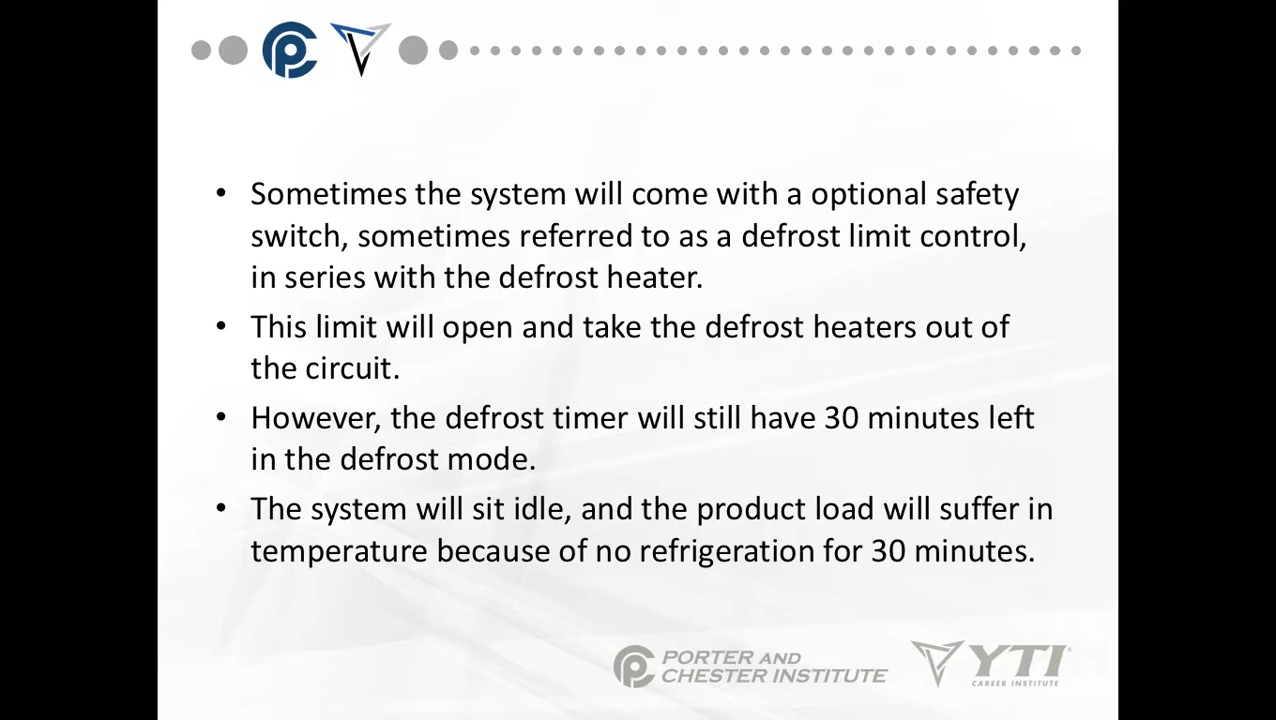 • Sometimes the system will come with a optional safety
switch, sometimes referred to as a defrost limit control,
in series with the defrost heater.
• This limit will open and take the defrost heaters out of
the circuit.
• However, the defrost timer will still have 30 minutes left
in the defrost mode.
• The system will sit idle, and the product load will suffer in
temperature because of no refrigeration for 30 minutes.
PORTER AND
CHESTER INSTITUTE
YTI
CAREER INSTITUTE